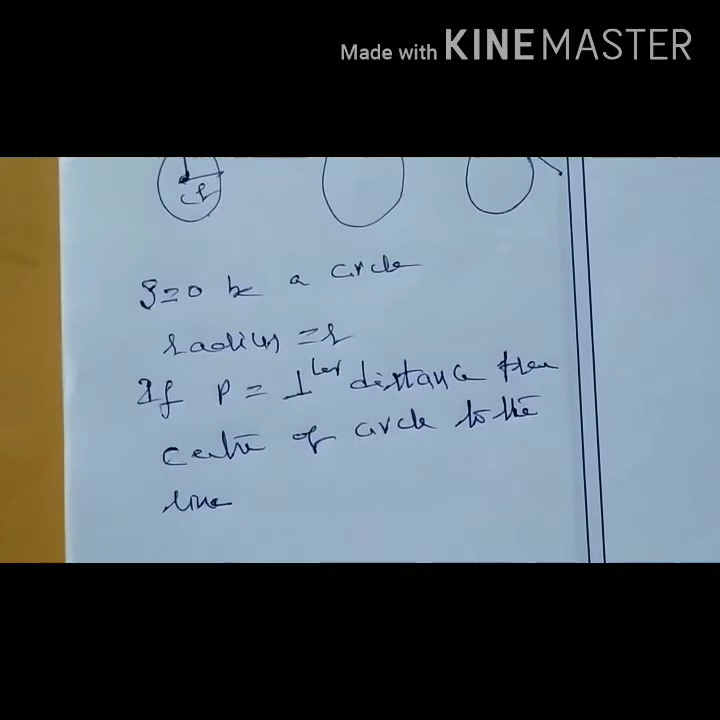 Made with KINEMASTER
c r
S=0 be a circle
radius = r
If P = ⊥ler distance from
centre of circle to the
line